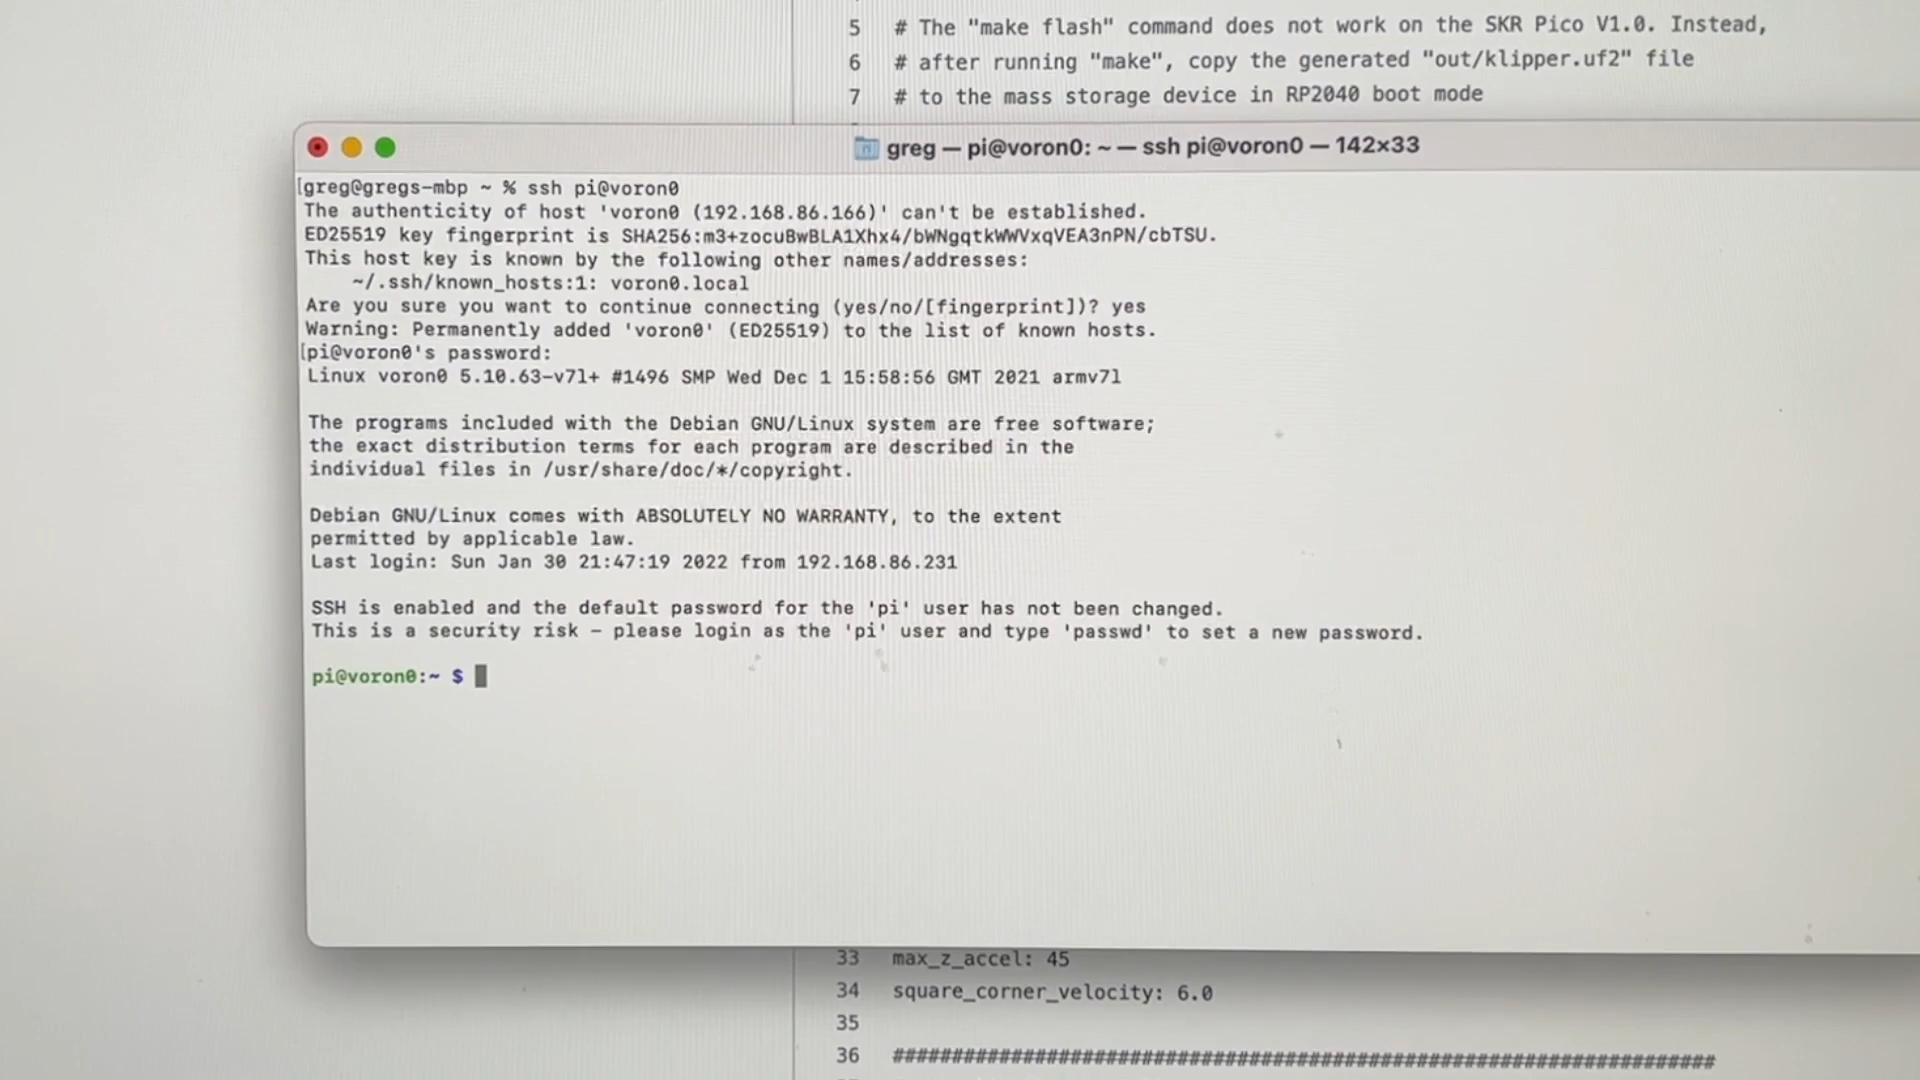 5 # The "make flash" command does not work on the SKR Pico V1.0. Instead,
6 # after running "make", copy the generated "out/klipper.uf2" file
7 # to the mass storage device in RP2040 boot mode
greg — pi@voron0: ~ — ssh pi@voron0 — 142×33
[greg@gregs-mbp ~ % ssh pi@voron0
The authenticity of host 'voron0 (192.168.86.166)' can't be established.
ED25519 key fingerprint is SHA256:m3+zocuBwBLA1Xhx4/bWNgqtkWWVxqVEA3nPN/cbTSU.
This host key is known by the following other names/addresses:
~/.ssh/known_hosts:1: voron0.local
Are you sure you want to continue connecting (yes/no/[fingerprint])? yes
Warning: Permanently added 'voron0' (ED25519) to the list of known hosts.
[pi@voron0's password:
Linux voron0 5.10.63-v7l+ #1496 SMP Wed Dec 1 15:58:56 GMT 2021 armv7l
The programs included with the Debian GNU/Linux system are free software;
the exact distribution terms for each program are described in the
individual files in /usr/share/doc/*/copyright.
Debian GNU/Linux comes with ABSOLUTELY NO WARRANTY, to the extent
permitted by applicable law.
Last login: Sun Jan 30 21:47:19 2022 from 192.168.86.231
SSH is enabled and the default password for the 'pi' user has not been changed.
This is a security risk – please login as the 'pi' user and type 'passwd' to set a new password.
pi@voron0:~ $
33 max_z_accel: 45
34 square_corner_velocity: 6.0
35
36 #####################################################################